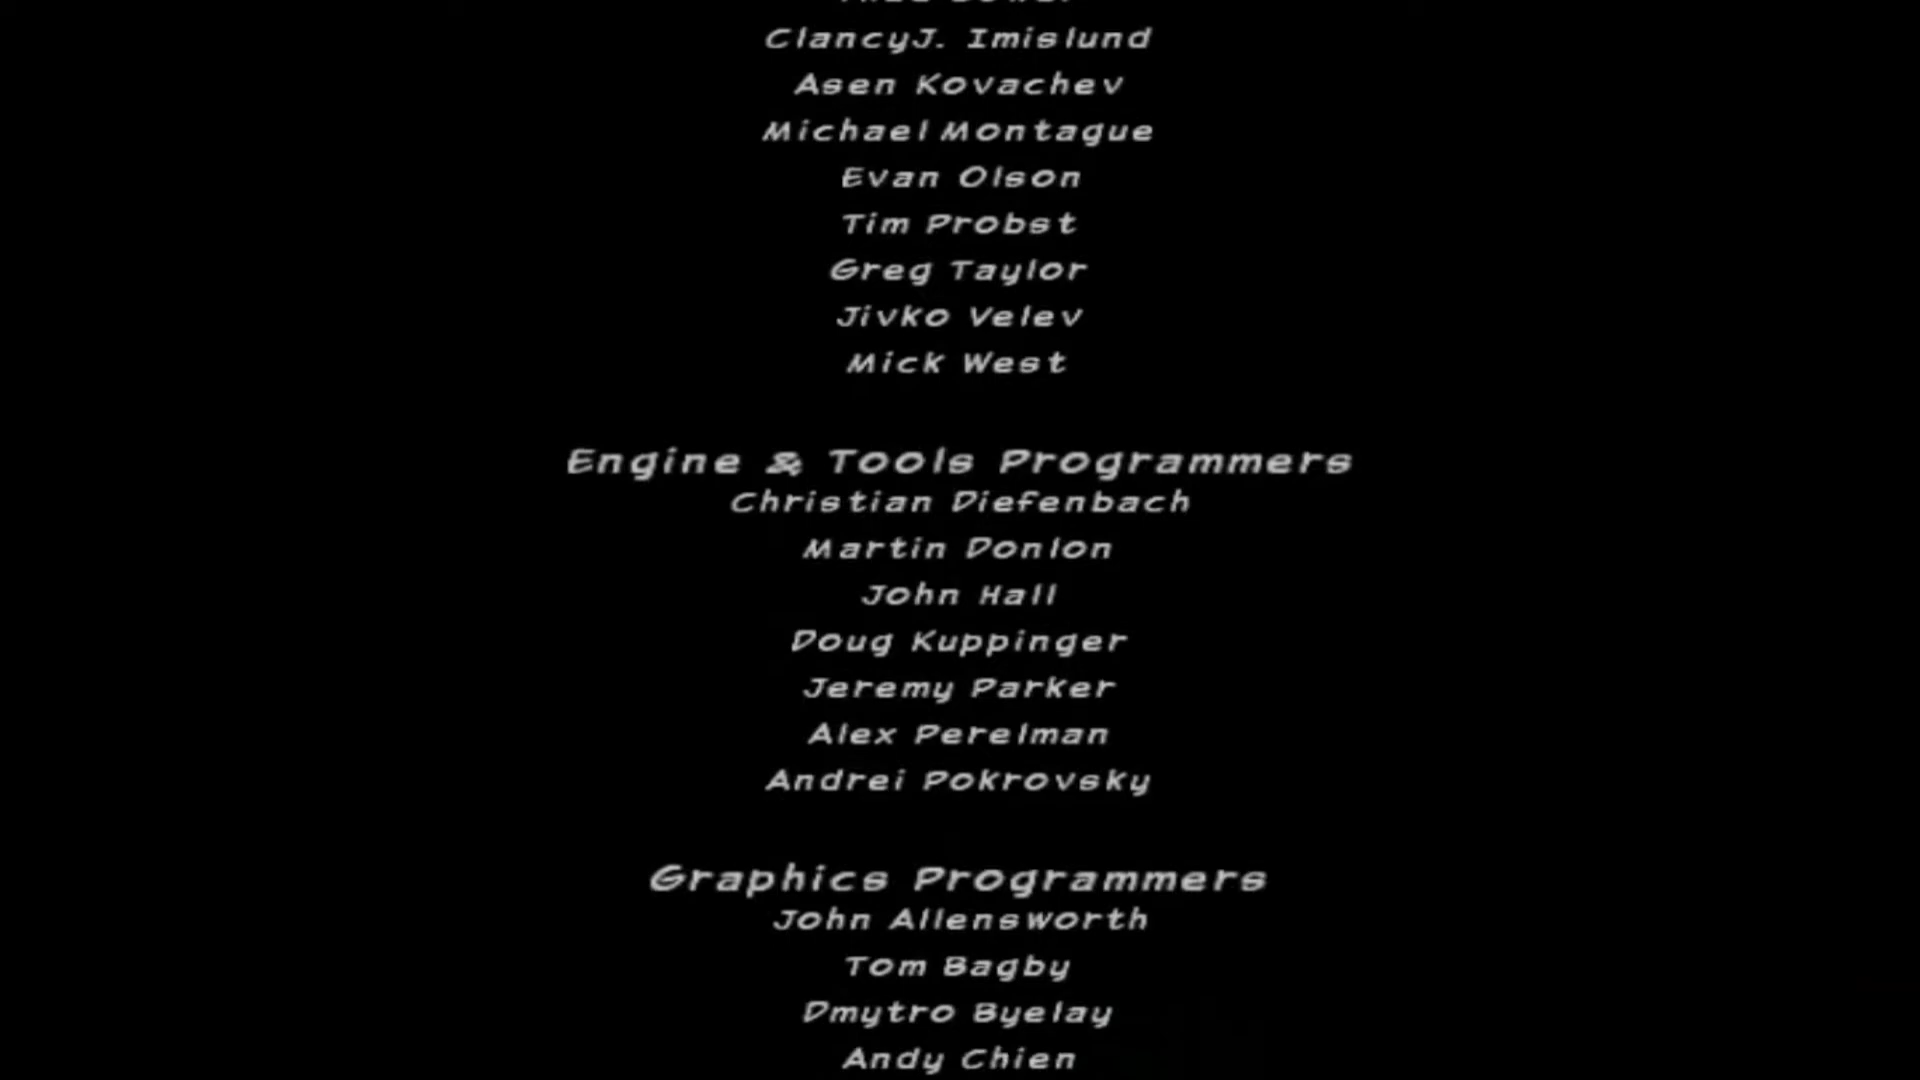 ClancyJ. Imislund
Asen Kovachev
Michael Montague
Evan Olson
Tim Probst
Greg Taylor
Jivko Velev
Mick West
Engine & Tools Programmers
Christian Diefenbach
Martin Donlon
John Hall
Doug Kuppinger
Jeremy Parker
Alex Perelman
Andrei Pokrovsky
Graphics Programmers
John Allensworth
Tom Bagby
Dmytro Byelay
Andy Chien